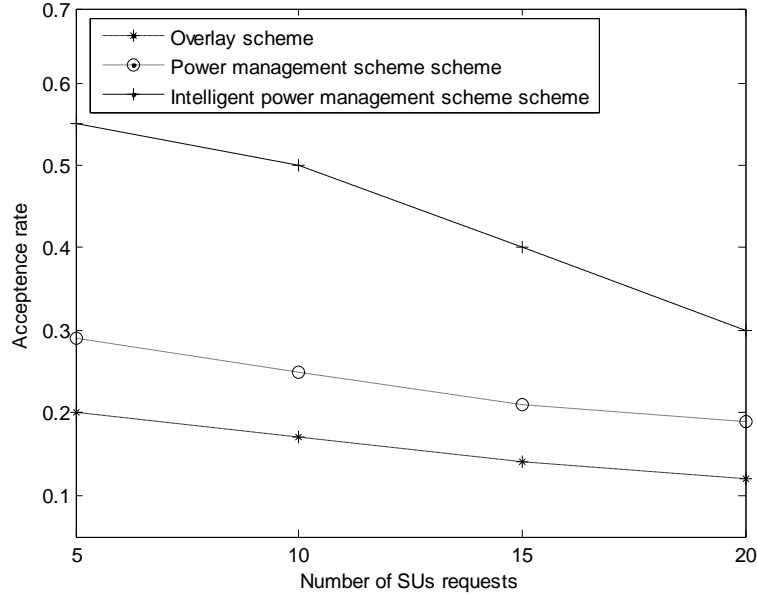 0.7
0.6
0.5
0.4
0.3
0.2
0.1
Acceptence rate
Overlay scheme
Power management scheme scheme
Intelligent power management scheme scheme
5
10
15
20
Number of SUs requests